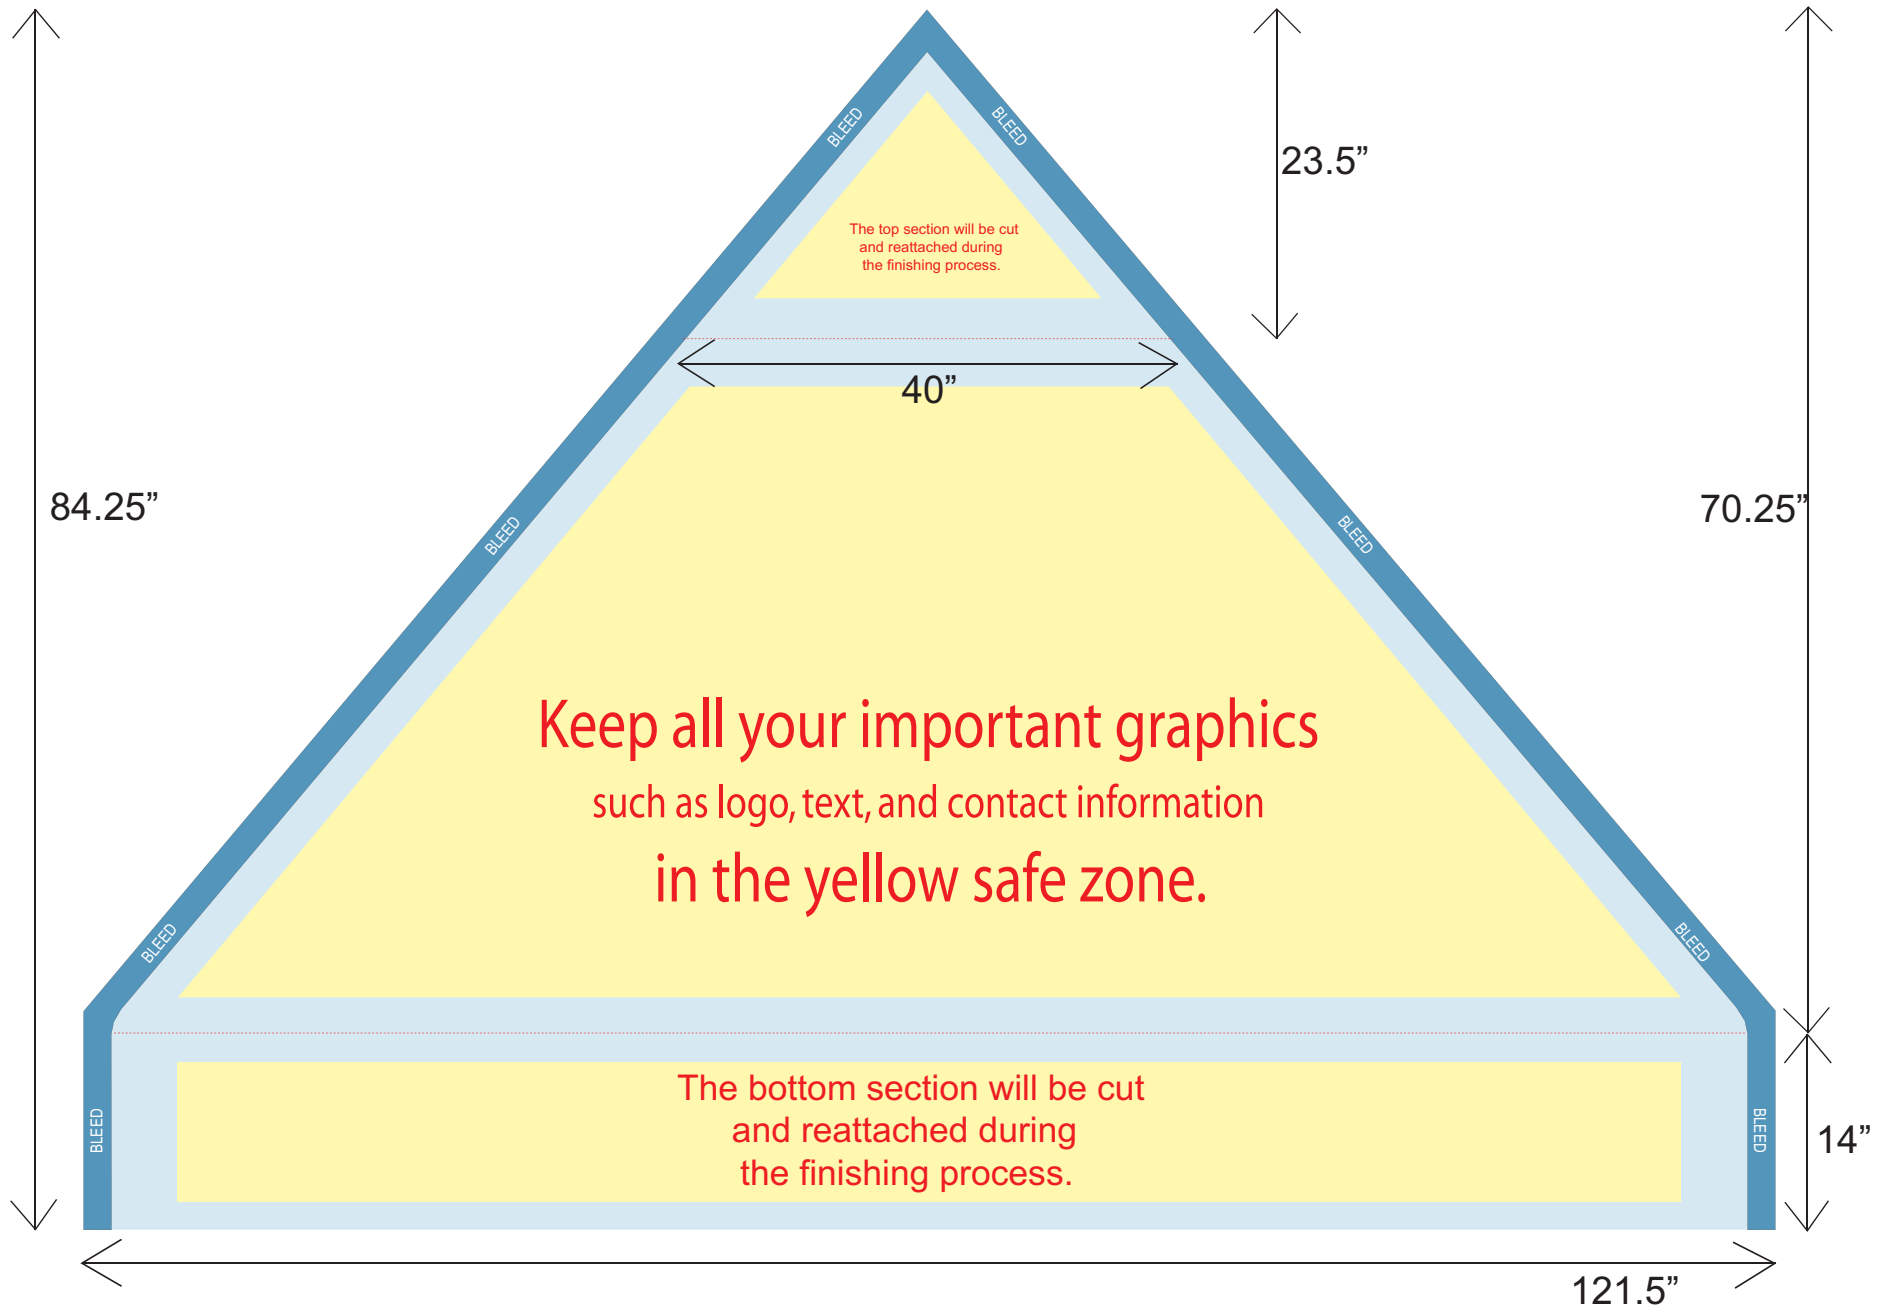 BLEED
BLEED
23.5”
The top section will be cut
and reattached during
the finishing process.
40”
84.25”
70.25”
BLEED
BLEED
Keep all your important graphics
such as logo, text, and contact information
in the yellow safe zone.
BLEED
BLEED
The bottom section will be cut
and reattached during
the finishing process.
BLEED
BLEED
14”
121.5”